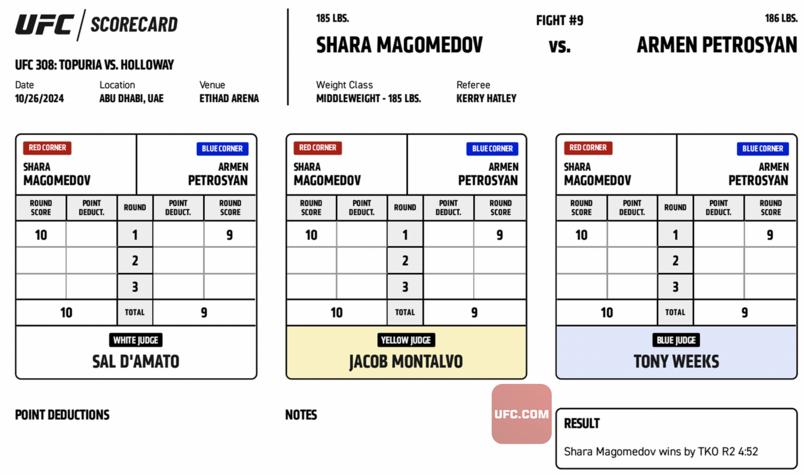 UFC / SCORECARD
UFC 308: TOPURIA VS. HOLLOWAY
Date Location Venue
10/26/2024 ABU DHABI, UAE ETIHAD ARENA
185 LBS. FIGHT #9 186 LBS.
SHARA MAGOMEDOV VS. ARMEN PETROSYAN
Weight Class Referee
MIDDLEWEIGHT - 185 LBS. KERRY HATLEY
RED CORNER BLUE CORNER
SHARA ARMEN
MAGOMEDOV PETROSYAN
ROUND SCORE POINT DEDUCT. ROUND POINT DEDUCT. ROUND SCORE
10 1 9
2
3
10 TOTAL 9
WHITE JUDGE
SAL D'AMATO
RED CORNER BLUE CORNER
SHARA ARMEN
MAGOMEDOV PETROSYAN
ROUND SCORE POINT DEDUCT. ROUND POINT DEDUCT. ROUND SCORE
10 1 9
2
3
10 TOTAL 9
YELLOW JUDGE
JACOB MONTALVO
RED CORNER BLUE CORNER
SHARA ARMEN
MAGOMEDOV PETROSYAN
ROUND SCORE POINT DEDUCT. ROUND POINT DEDUCT. ROUND SCORE
10 1 9
2
3
10 TOTAL 9
BLUE JUDGE
TONY WEEKS
POINT DEDUCTIONS
NOTES
UFC.COM
RESULT
Shara Magomedov wins by TKO R2 4:52